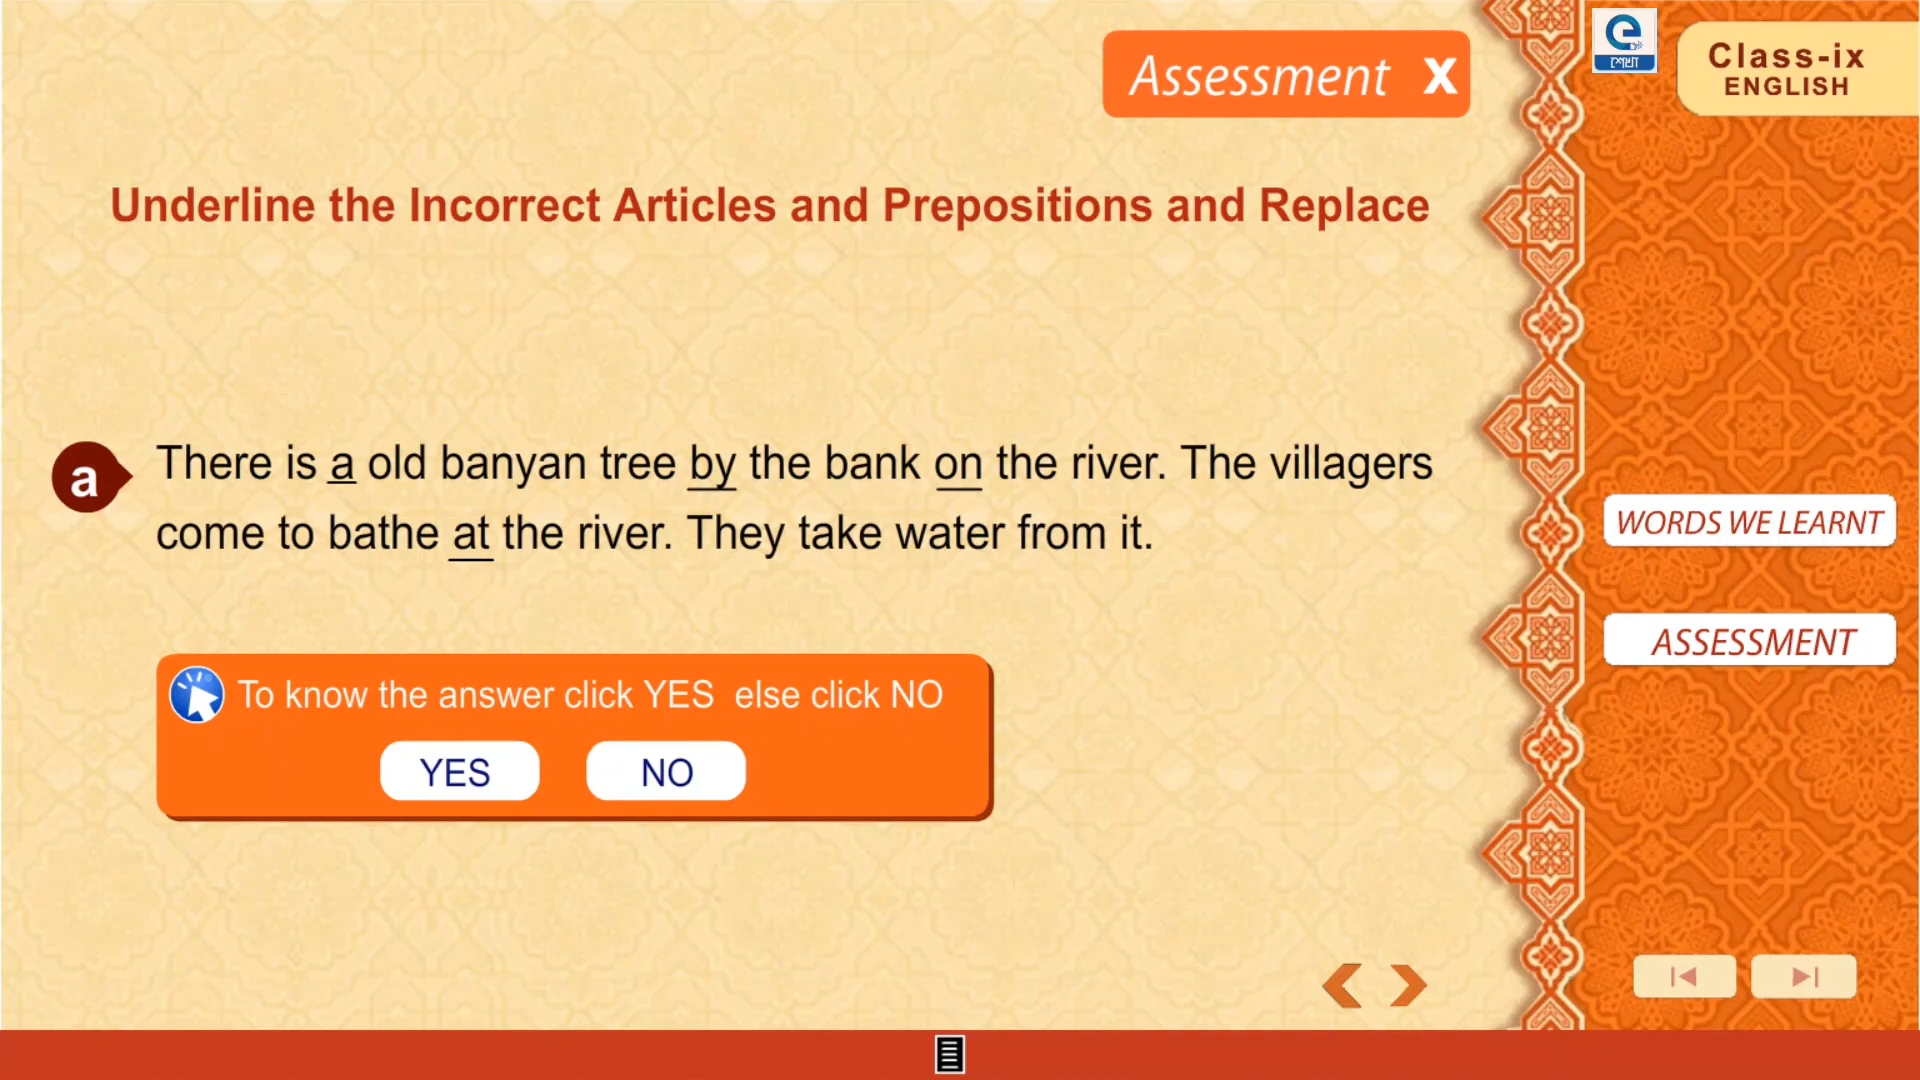 Assessment X
e
শেখা
Class-ix
ENGLISH
Underline the Incorrect Articles and Prepositions and Replace
a
There is a old banyan tree by the bank on the river. The villagers
come to bathe at the river. They take water from it.
WORDS WE LEARNT
ASSESSMENT
To know the answer click YES else click NO
YES NO